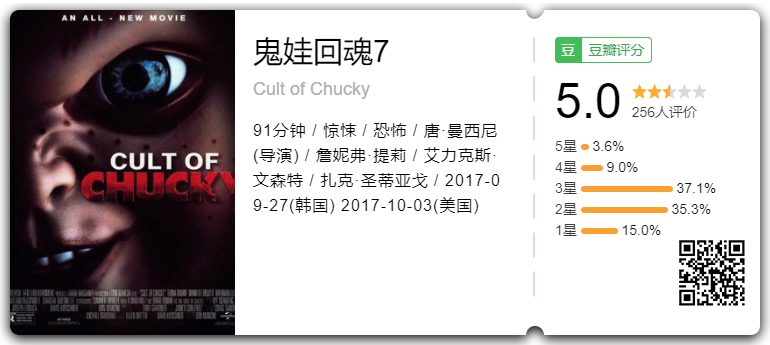 AN ALL - NEW MOVIE
CULT OF
CHUCKY
鬼娃回魂7
Cult of Chucky
91分钟 / 惊悚 / 恐怖 / 唐·曼西尼
(导演) / 詹妮弗·提莉 / 艾力克斯·
文森特 / 扎克·圣蒂亚戈 / 2017-0
9-27(韩国) 2017-10-03(美国)
豆 豆瓣评分
5.0
256人评价
5星 3.6%
4星 9.0%
3星 37.1%
2星 35.3%
1星 15.0%